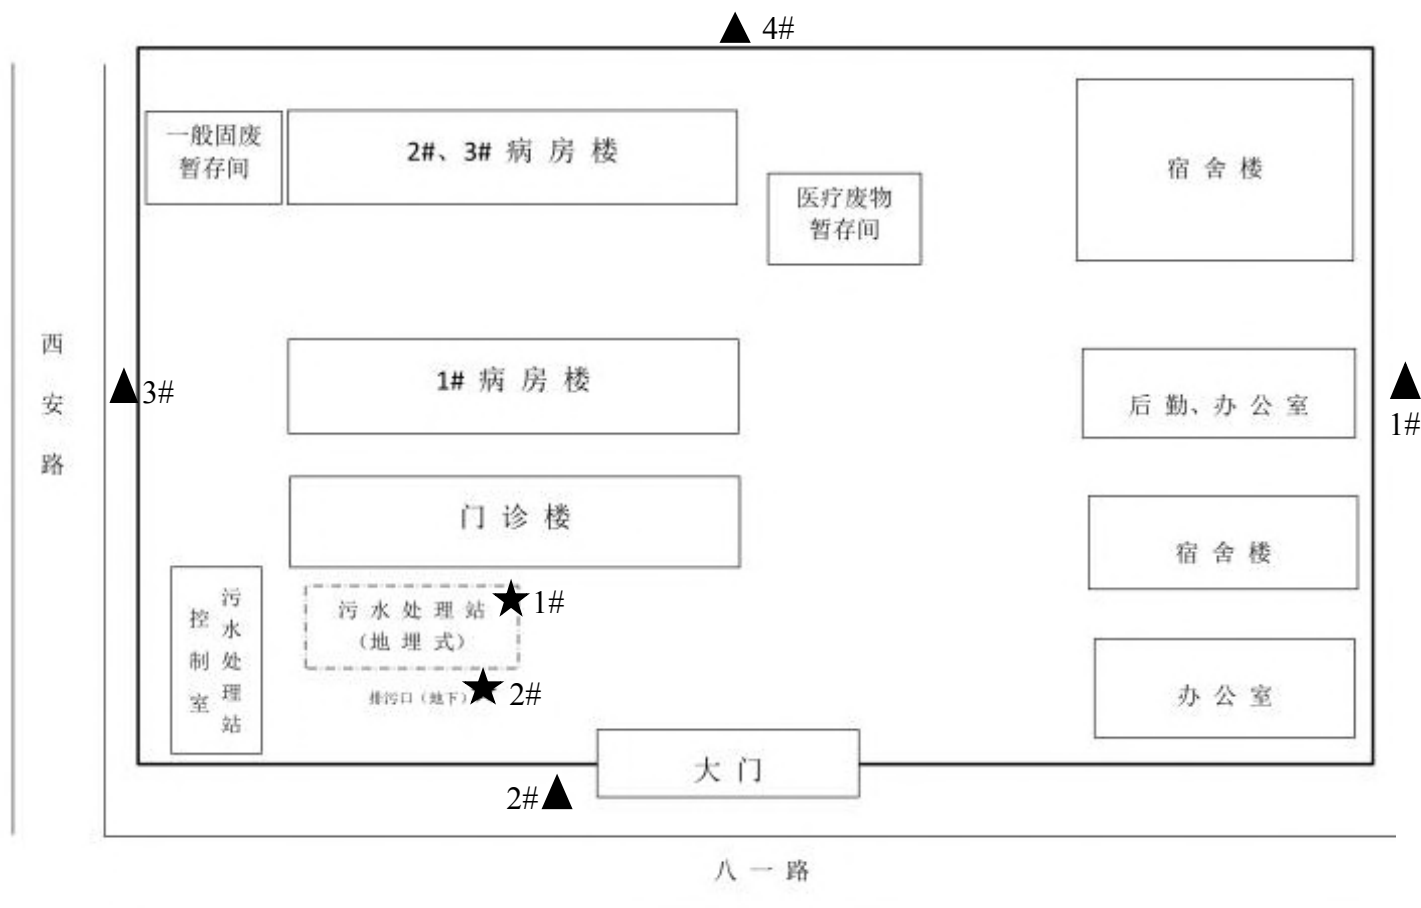 ▲ 4#
一般固废
暂存间
2#、3# 病房楼
医疗废物
暂存间
宿舍楼
西安路
▲3#
1# 病房楼
后勤、办公室
▲
1#
门诊楼
宿舍楼
污水处理站
控制室
污水处理站
（地埋式）
★1#
排污口（地下）
★2#
办公室
大门
2#▲
八一路